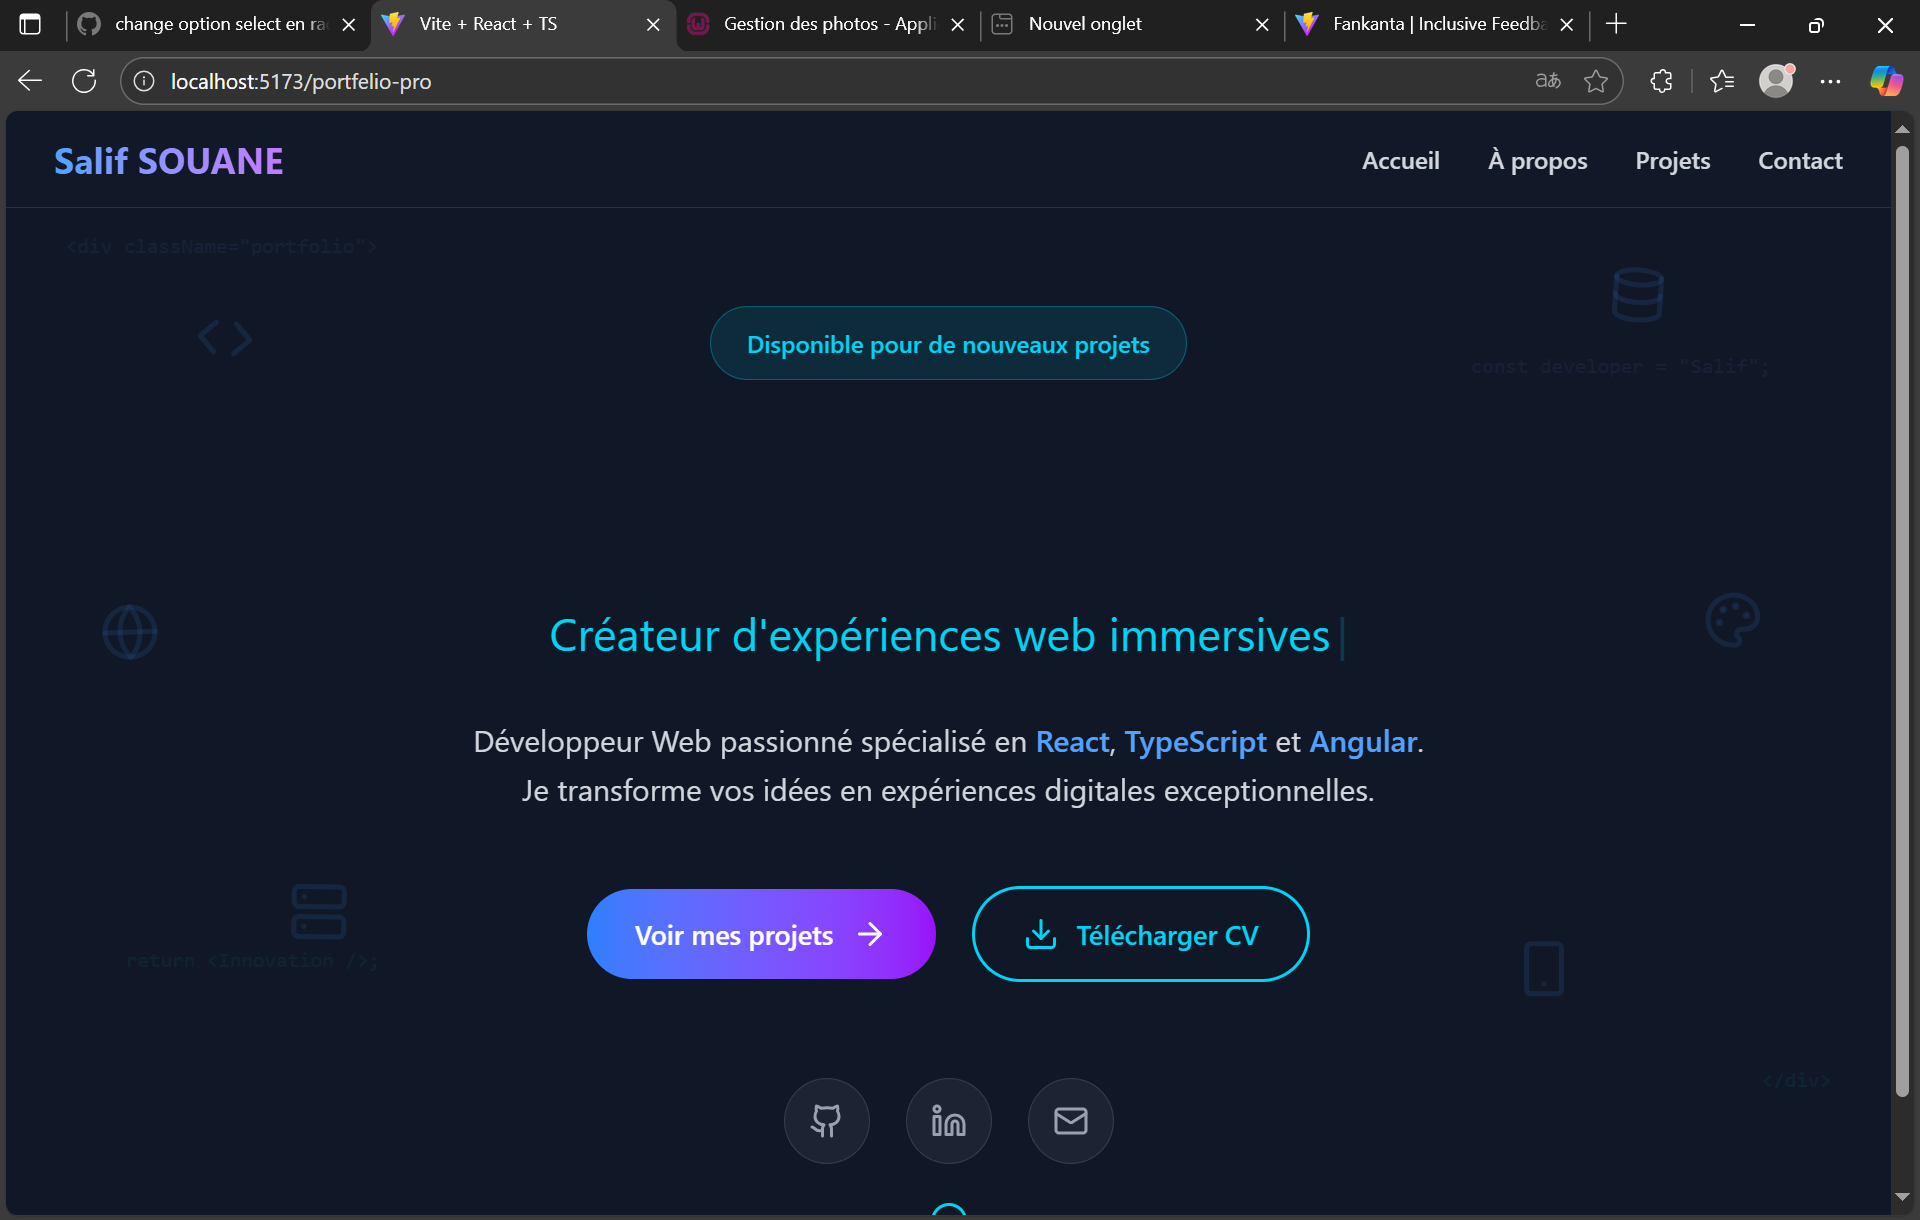 change option select en ra
Vite + React + TS
Gestion des photos - Appli
Nouvel onglet
Fankanta | Inclusive Feedba
localhost:5173/portfelio-pro
Salif SOUANE
Accueil
À propos
Projets
Contact
<div className="portfolio">
Disponible pour de nouveaux projets
const developer = "Salif";
Créateur d'expériences web immersives
Développeur Web passionné spécialisé en React, TypeScript et Angular.
Je transforme vos idées en expériences digitales exceptionnelles.
Voir mes projets
Télécharger CV
return <Innovation />;
</div>